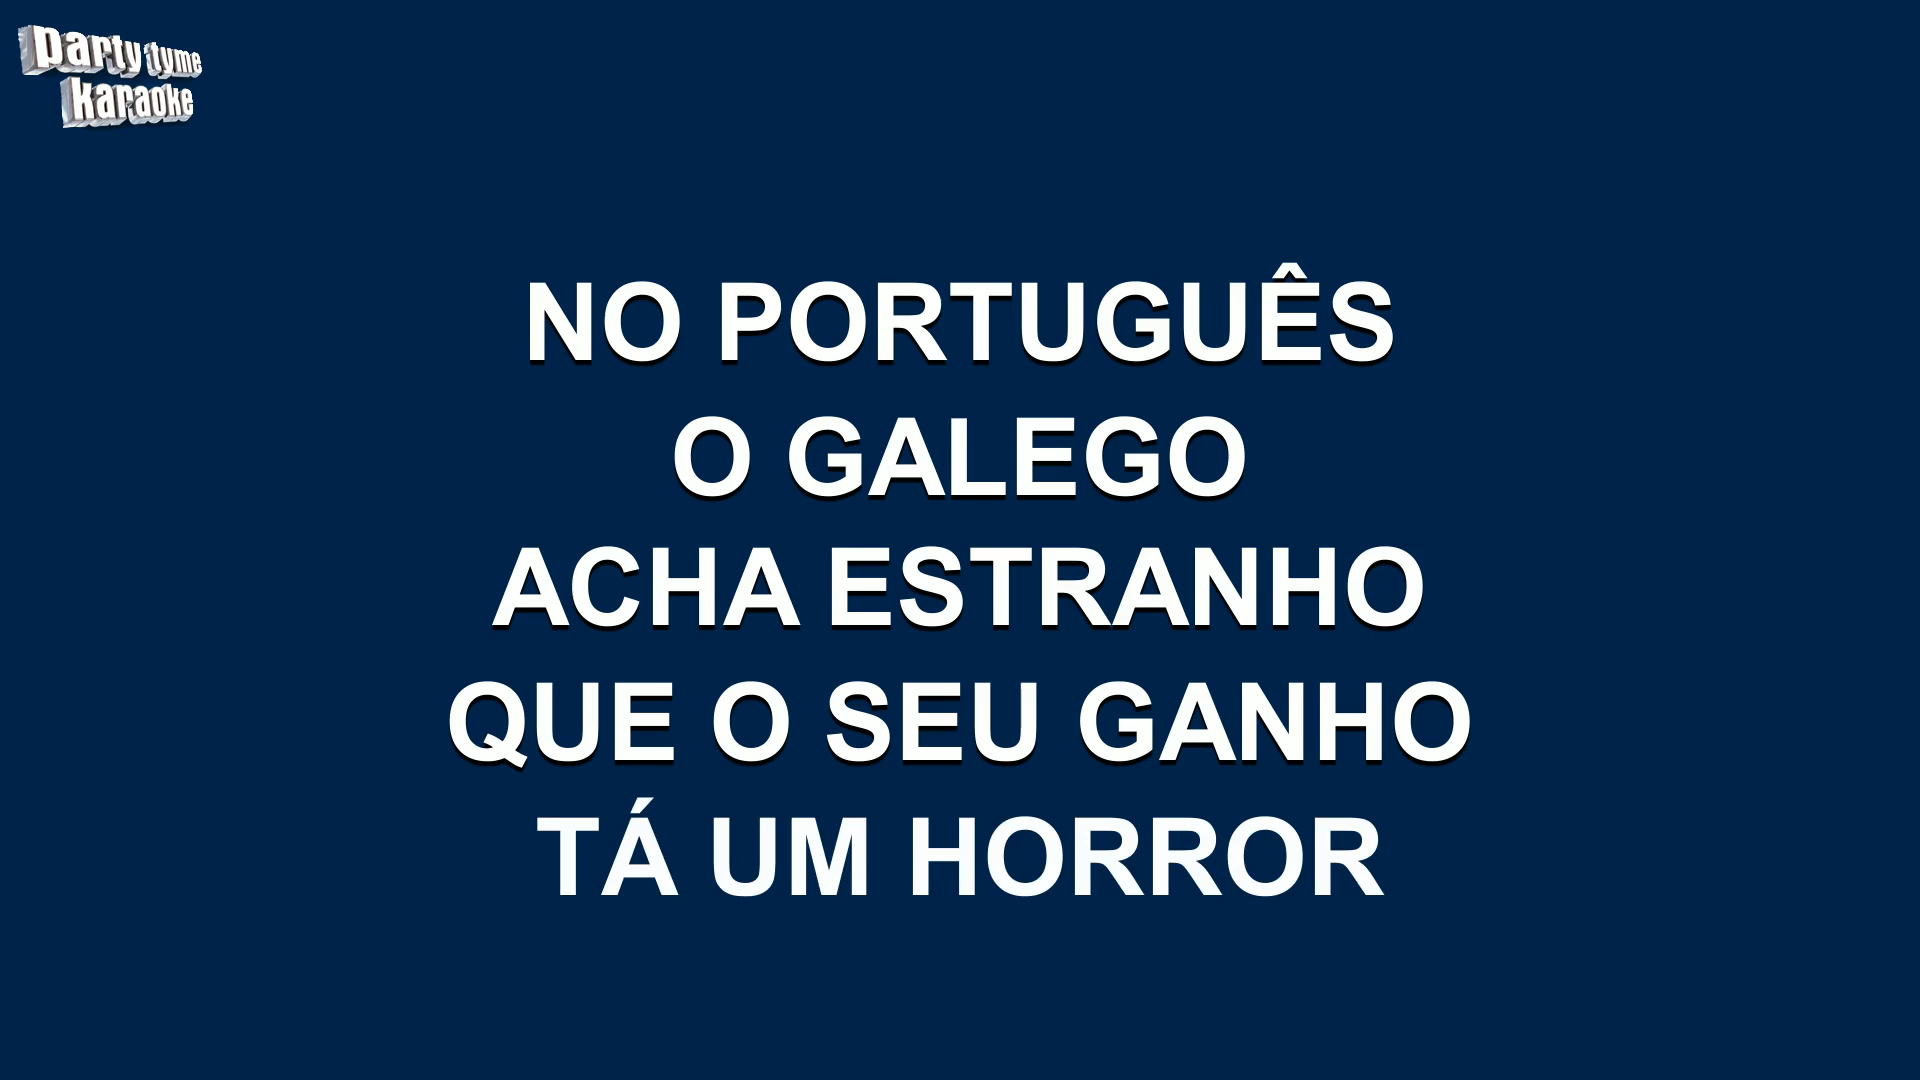 party tyme
karaoke
NO PORTUGUÊS
O GALEGO
ACHA ESTRANHO
QUE O SEU GANHO
TÁ UM HORROR